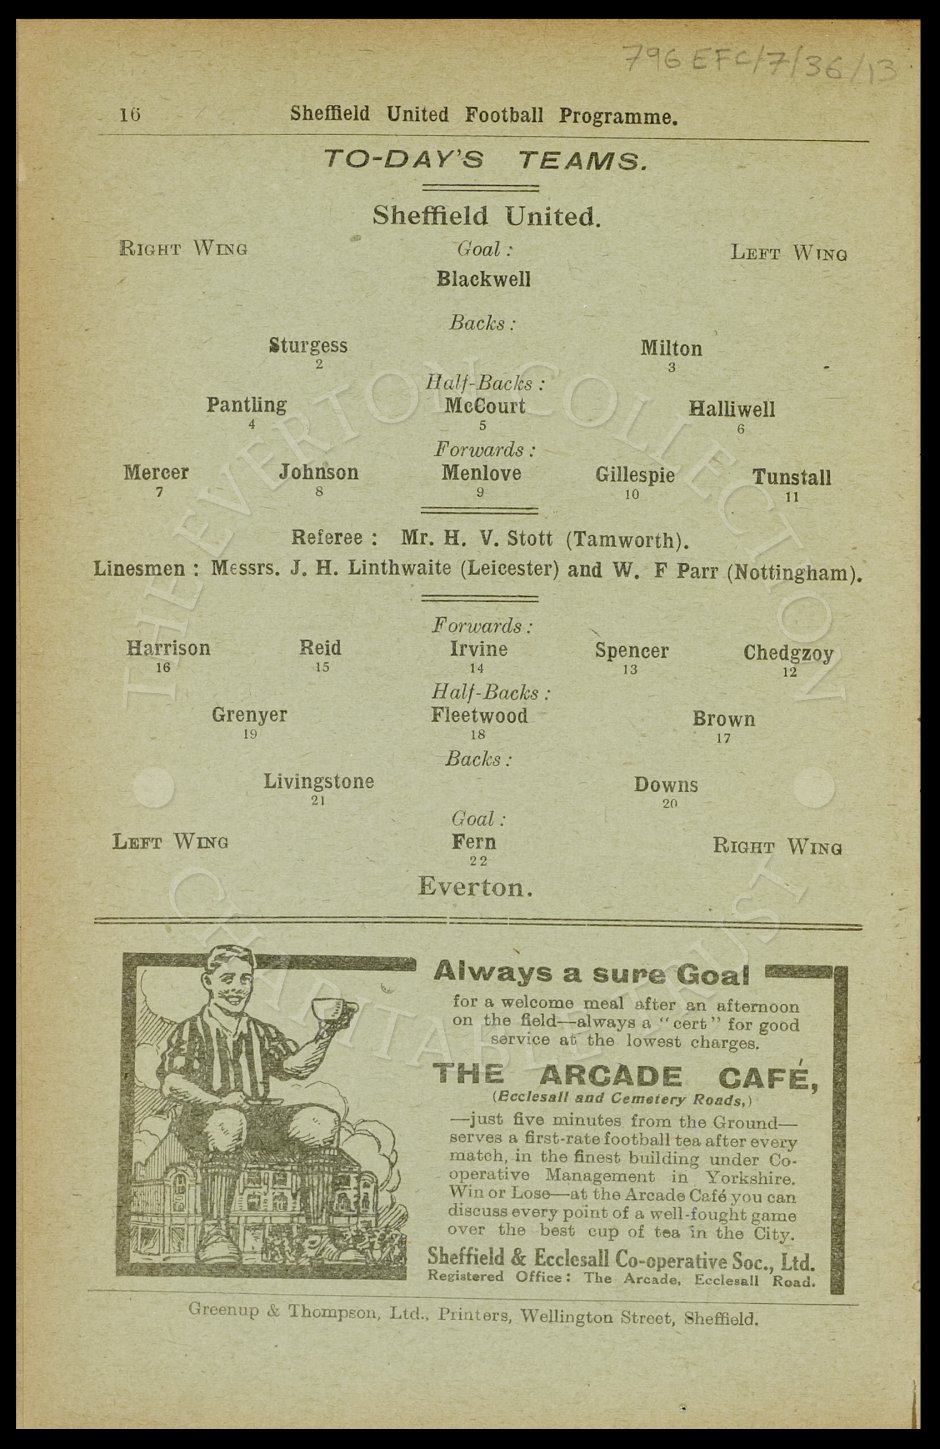 796 EFC/7/36/13
16 Sheffield United Football Programme.
TO-DAY'S TEAMS.
Sheffield United.
RIGHT WING Goal : LEFT WING
Blackwell
Backs :
Sturgess Milton
2 3
Half-Backs :
Pantling McCourt Halliwell
4 5 6
Forwards :
Mercer Johnson Menlove Gillespie Tunstall
7 8 9 10 11
Referee : Mr. H. V. Stott (Tamworth).
Linesmen : Messrs. J. H. Linthwaite (Leicester) and W. F Parr (Nottingham).
Forwards :
Harrison Reid Irvine Spencer Chedgzoy
16 15 14 13 12
Half-Backs :
Grenyer Fleetwood Brown
19 18 17
Backs :
Livingstone Downs
21 20
Goal :
LEFT WING Fern RIGHT WING
22
Everton.
Always a sure Goal
for a welcome meal after an afternoon
on the field—always a "cert" for good
service at the lowest charges.
THE ARCADE CAFÉ,
(Ecclesall and Cemetery Roads,)
—just five minutes from the Ground—
serves a first-rate football tea after every
match, in the finest building under Co-
operative Management in Yorkshire.
Win or Lose—at the Arcade Café you can
discuss every point of a well-fought game
over the best cup of tea in the City.
Sheffield & Ecclesall Co-operative Soc., Ltd.
Registered Office : The Arcade, Ecclesall Road.
Greenup & Thompson, Ltd., Printers, Wellington Street, Sheffield.
THE EVERTON COLLECTION
CHARITABLE TRUST